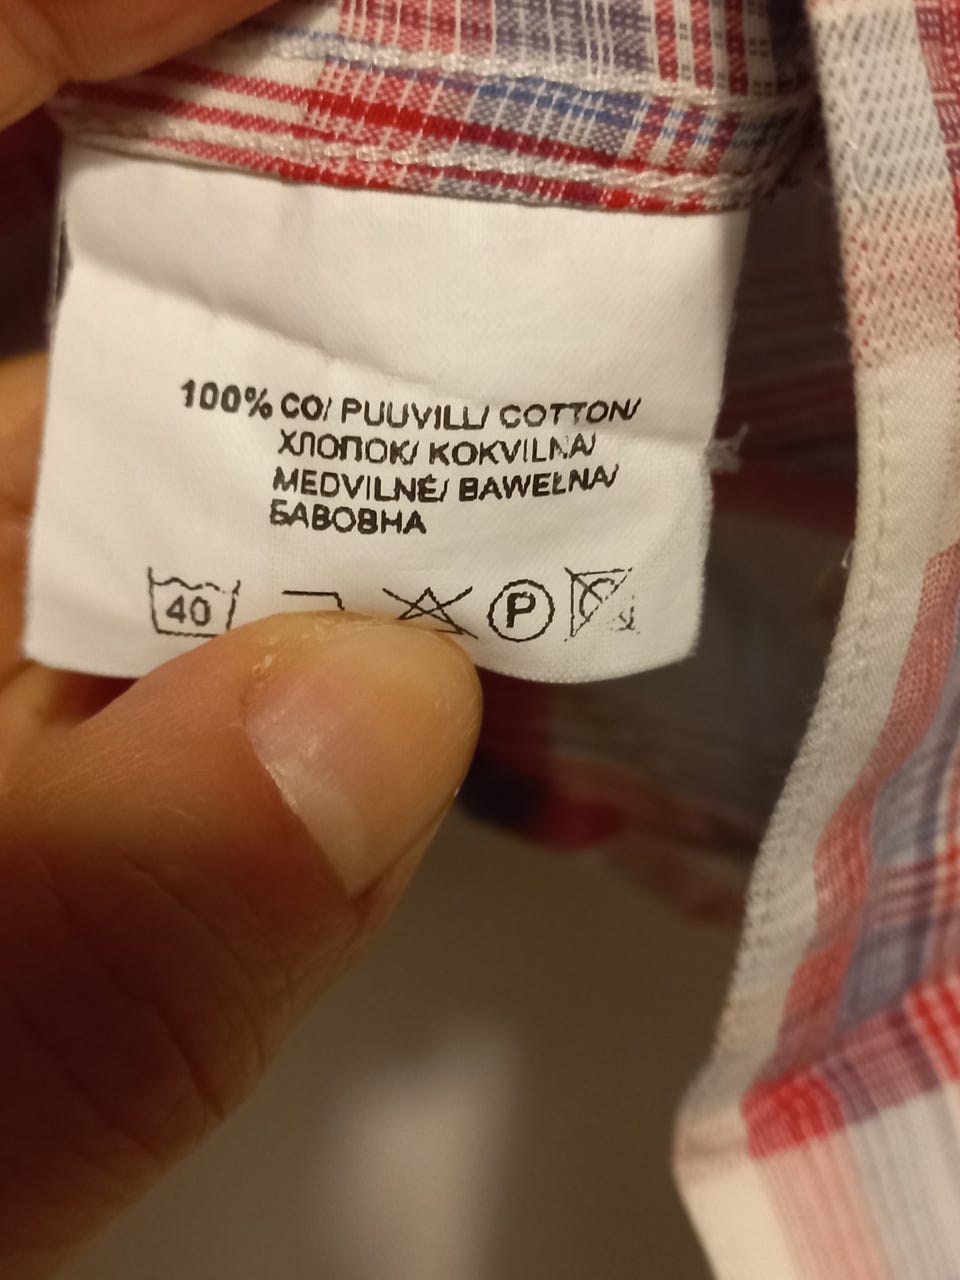 100% CO/ PUUVILL/ COTTON/
ХЛОПОК/ KOKVILNA/
MEDVILNĖ/ BAWEŁNA/
БАВОВНА
40 P